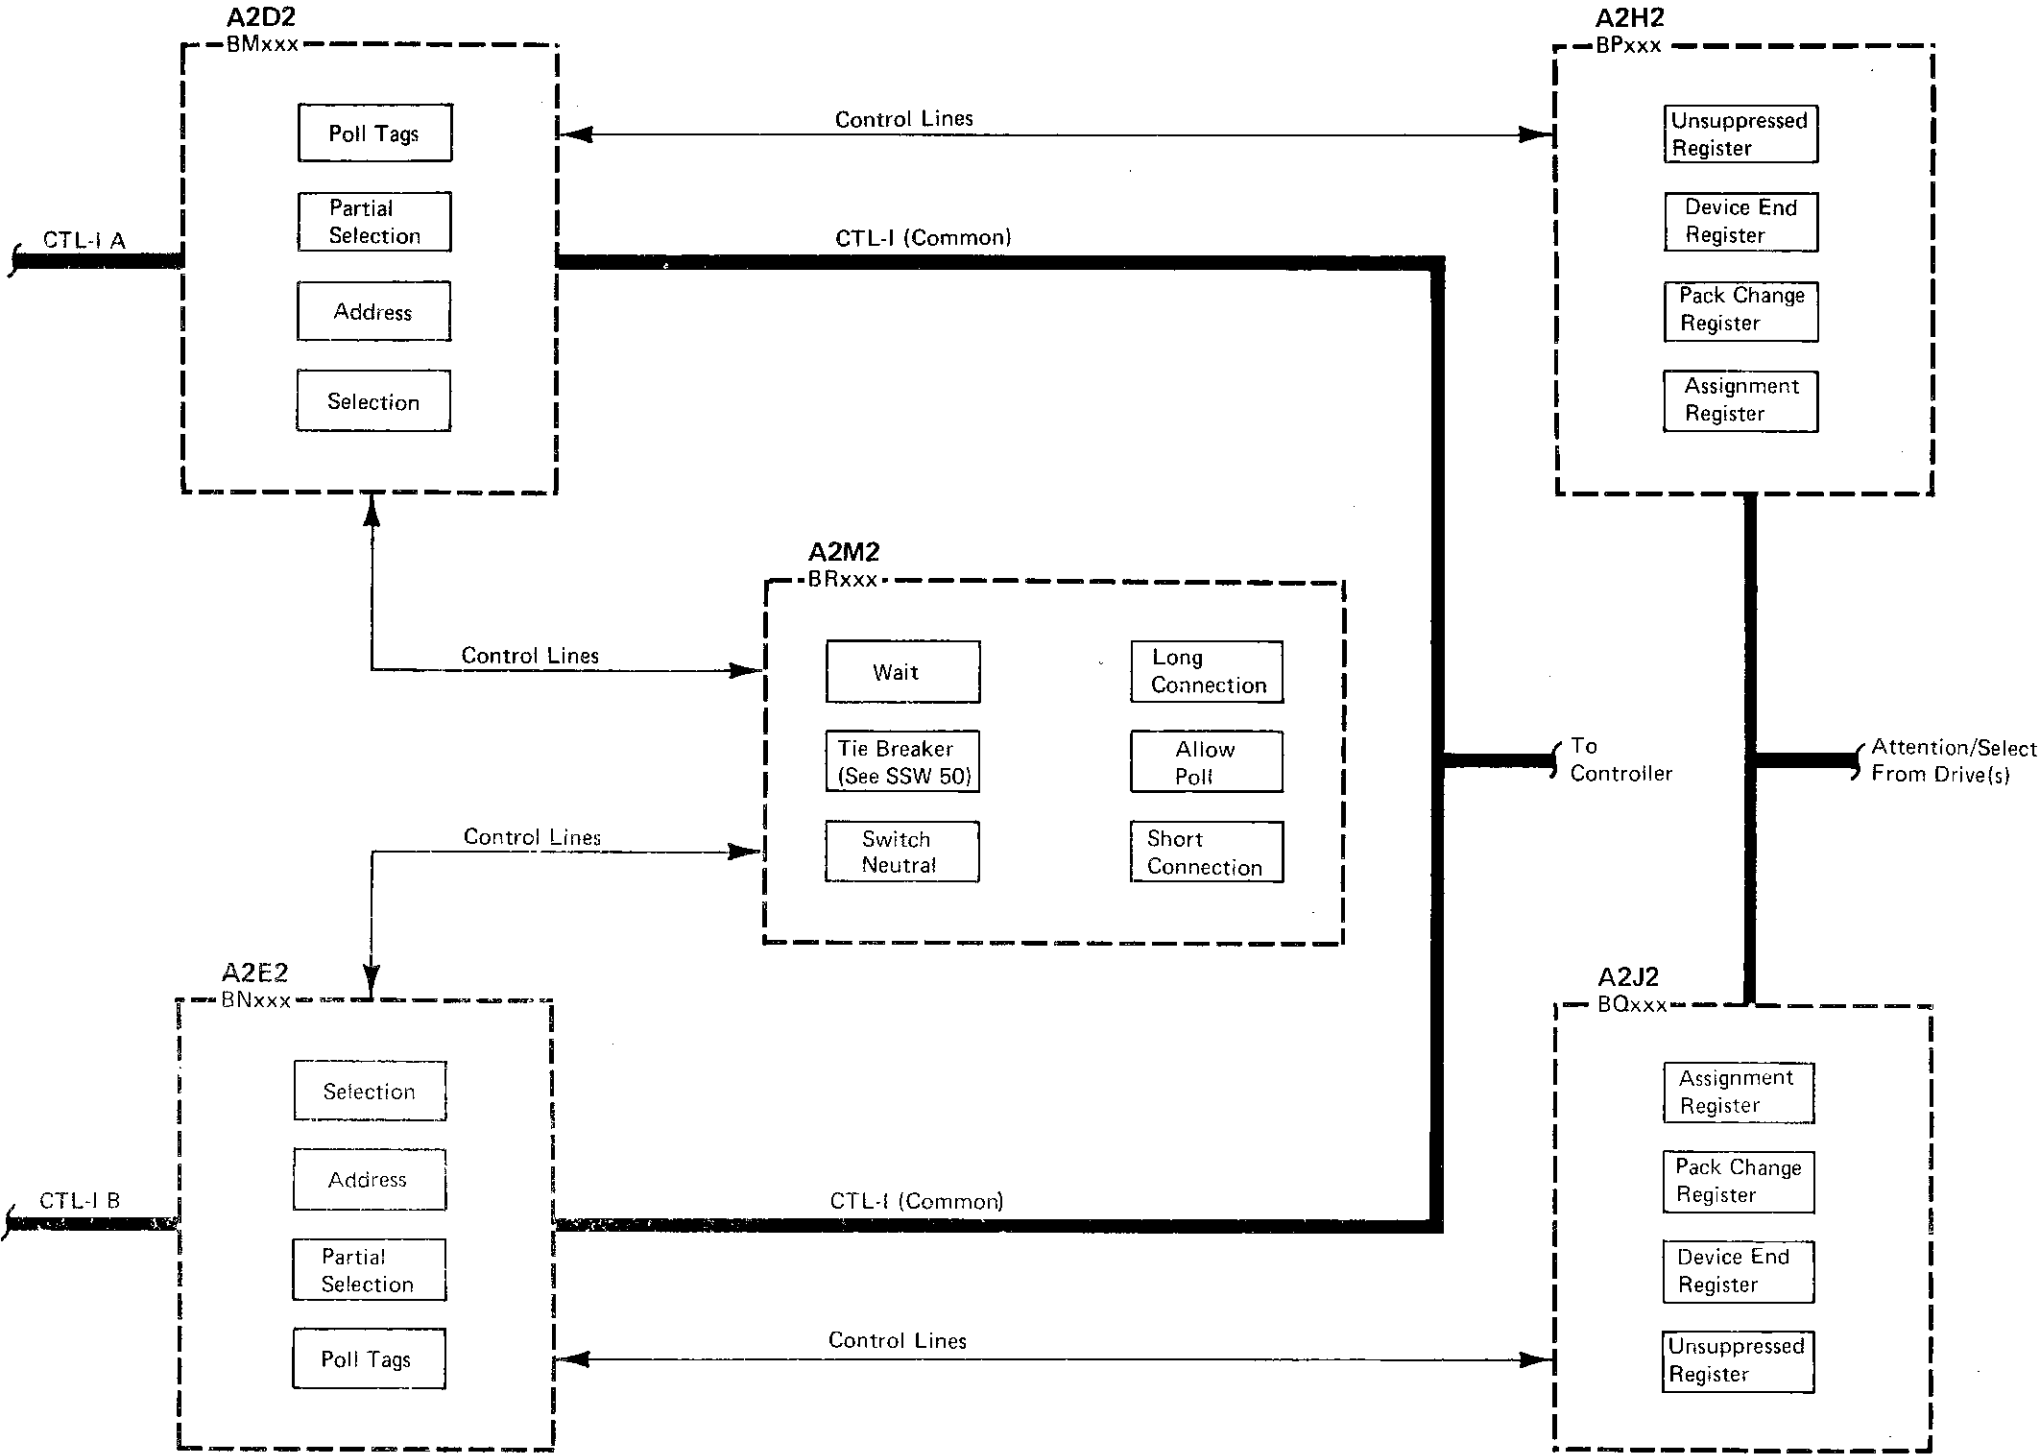 A2D2
BMxxx
Poll Tags
Partial
Selection
Address
Selection
CTL-I A
Control Lines
CTL-I (Common)
A2H2
BPxxx
Unsuppressed
Register
Device End
Register
Pack Change
Register
Assignment
Register
A2M2
BRxxx
Control Lines
Wait
Long
Connection
Tie Breaker
(See SSW 50)
Allow
Poll
Control Lines
Switch
Neutral
Short
Connection
To
Controller
Attention/Select
From Drive(s)
A2E2
BNxxx
Selection
Address
Partial
Selection
Poll Tags
CTL-I B
CTL-I (Common)
Control Lines
A2J2
BQxxx
Assignment
Register
Pack Change
Register
Device End
Register
Unsuppressed
Register